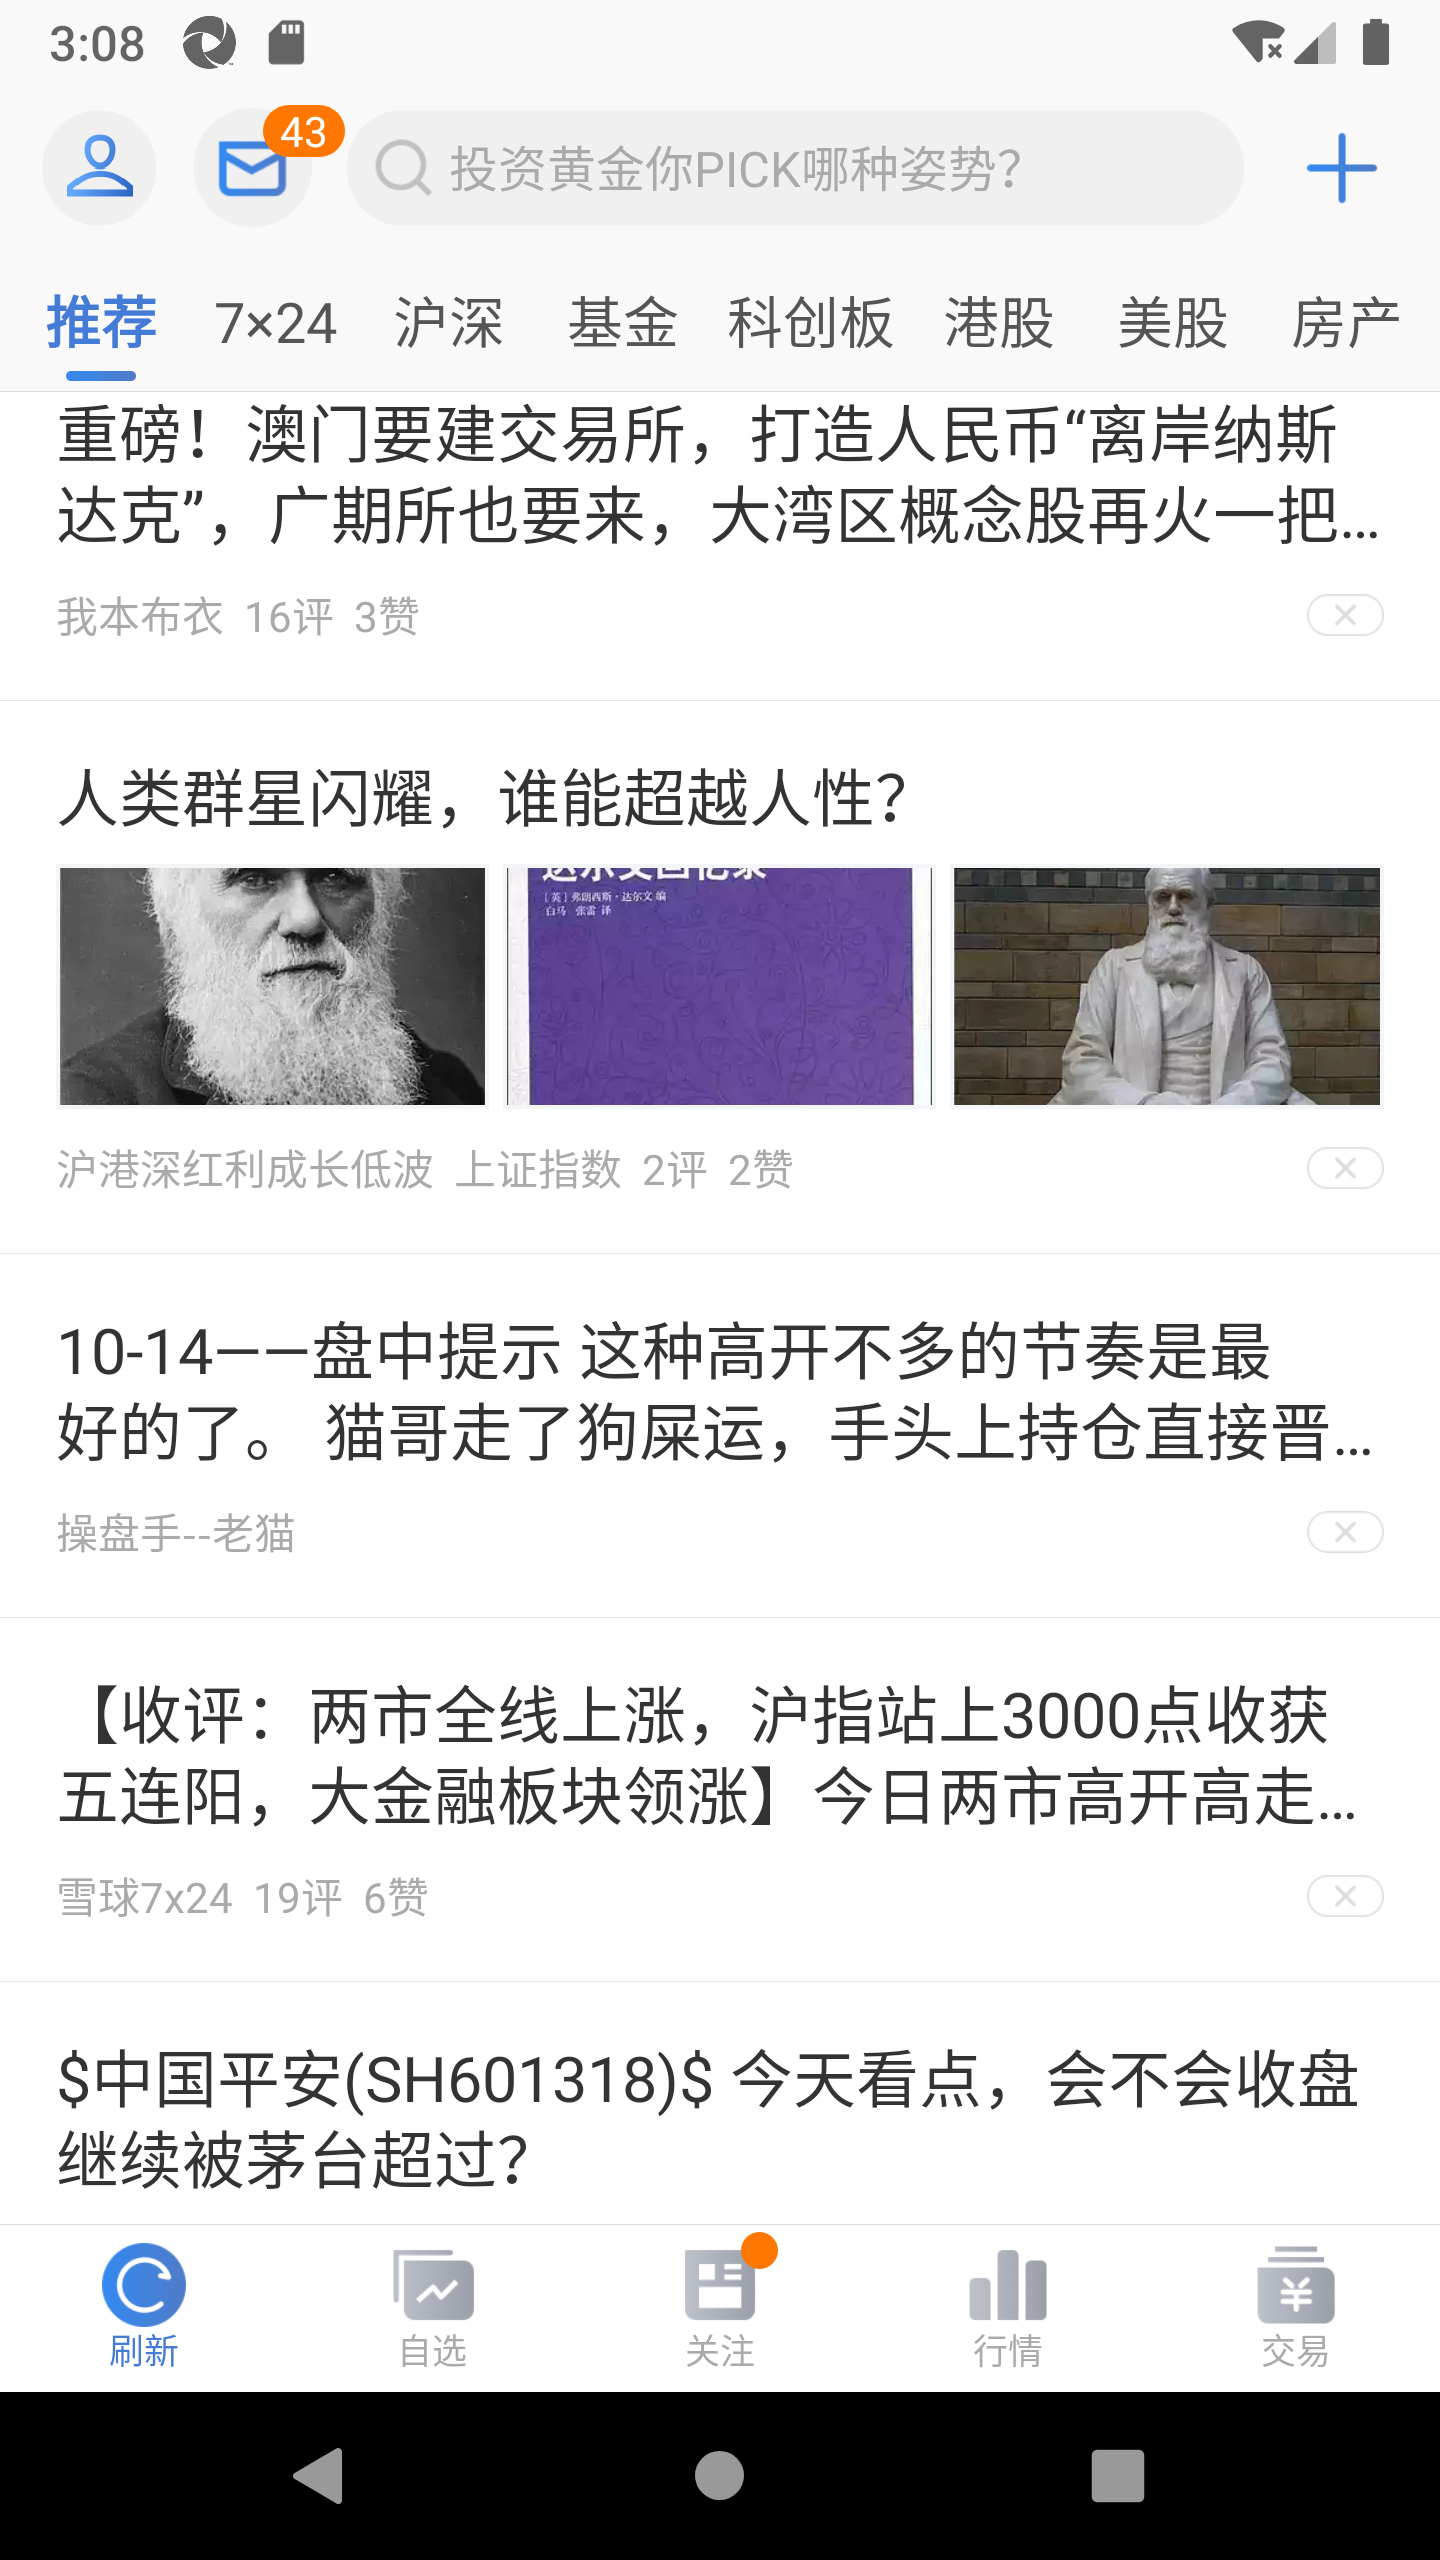 3:08
43
投资黄金你PICK哪种姿势？
推荐 7×24 沪深 基金 科创板 港股 美股 房产
重磅！澳门要建交易所，打造人民币“离岸纳斯
达克”，广期所也要来，大湾区概念股再火一把...
我本布衣 16评 3赞
人类群星闪耀，谁能超越人性？
达尔文回忆录
[英] 弗朗西斯·达尔文 编
白马 张雷 译
沪港深红利成长低波 上证指数 2评 2赞
10-14——盘中提示 这种高开不多的节奏是最
好的了。 猫哥走了狗屎运，手头上持仓直接晋...
操盘手--老猫
【收评：两市全线上涨，沪指站上3000点收获
五连阳，大金融板块领涨】今日两市高开高走...
雪球7x24 19评 6赞
$中国平安(SH601318)$ 今天看点，会不会收盘
继续被茅台超过？
刷新 自选 关注 行情 交易